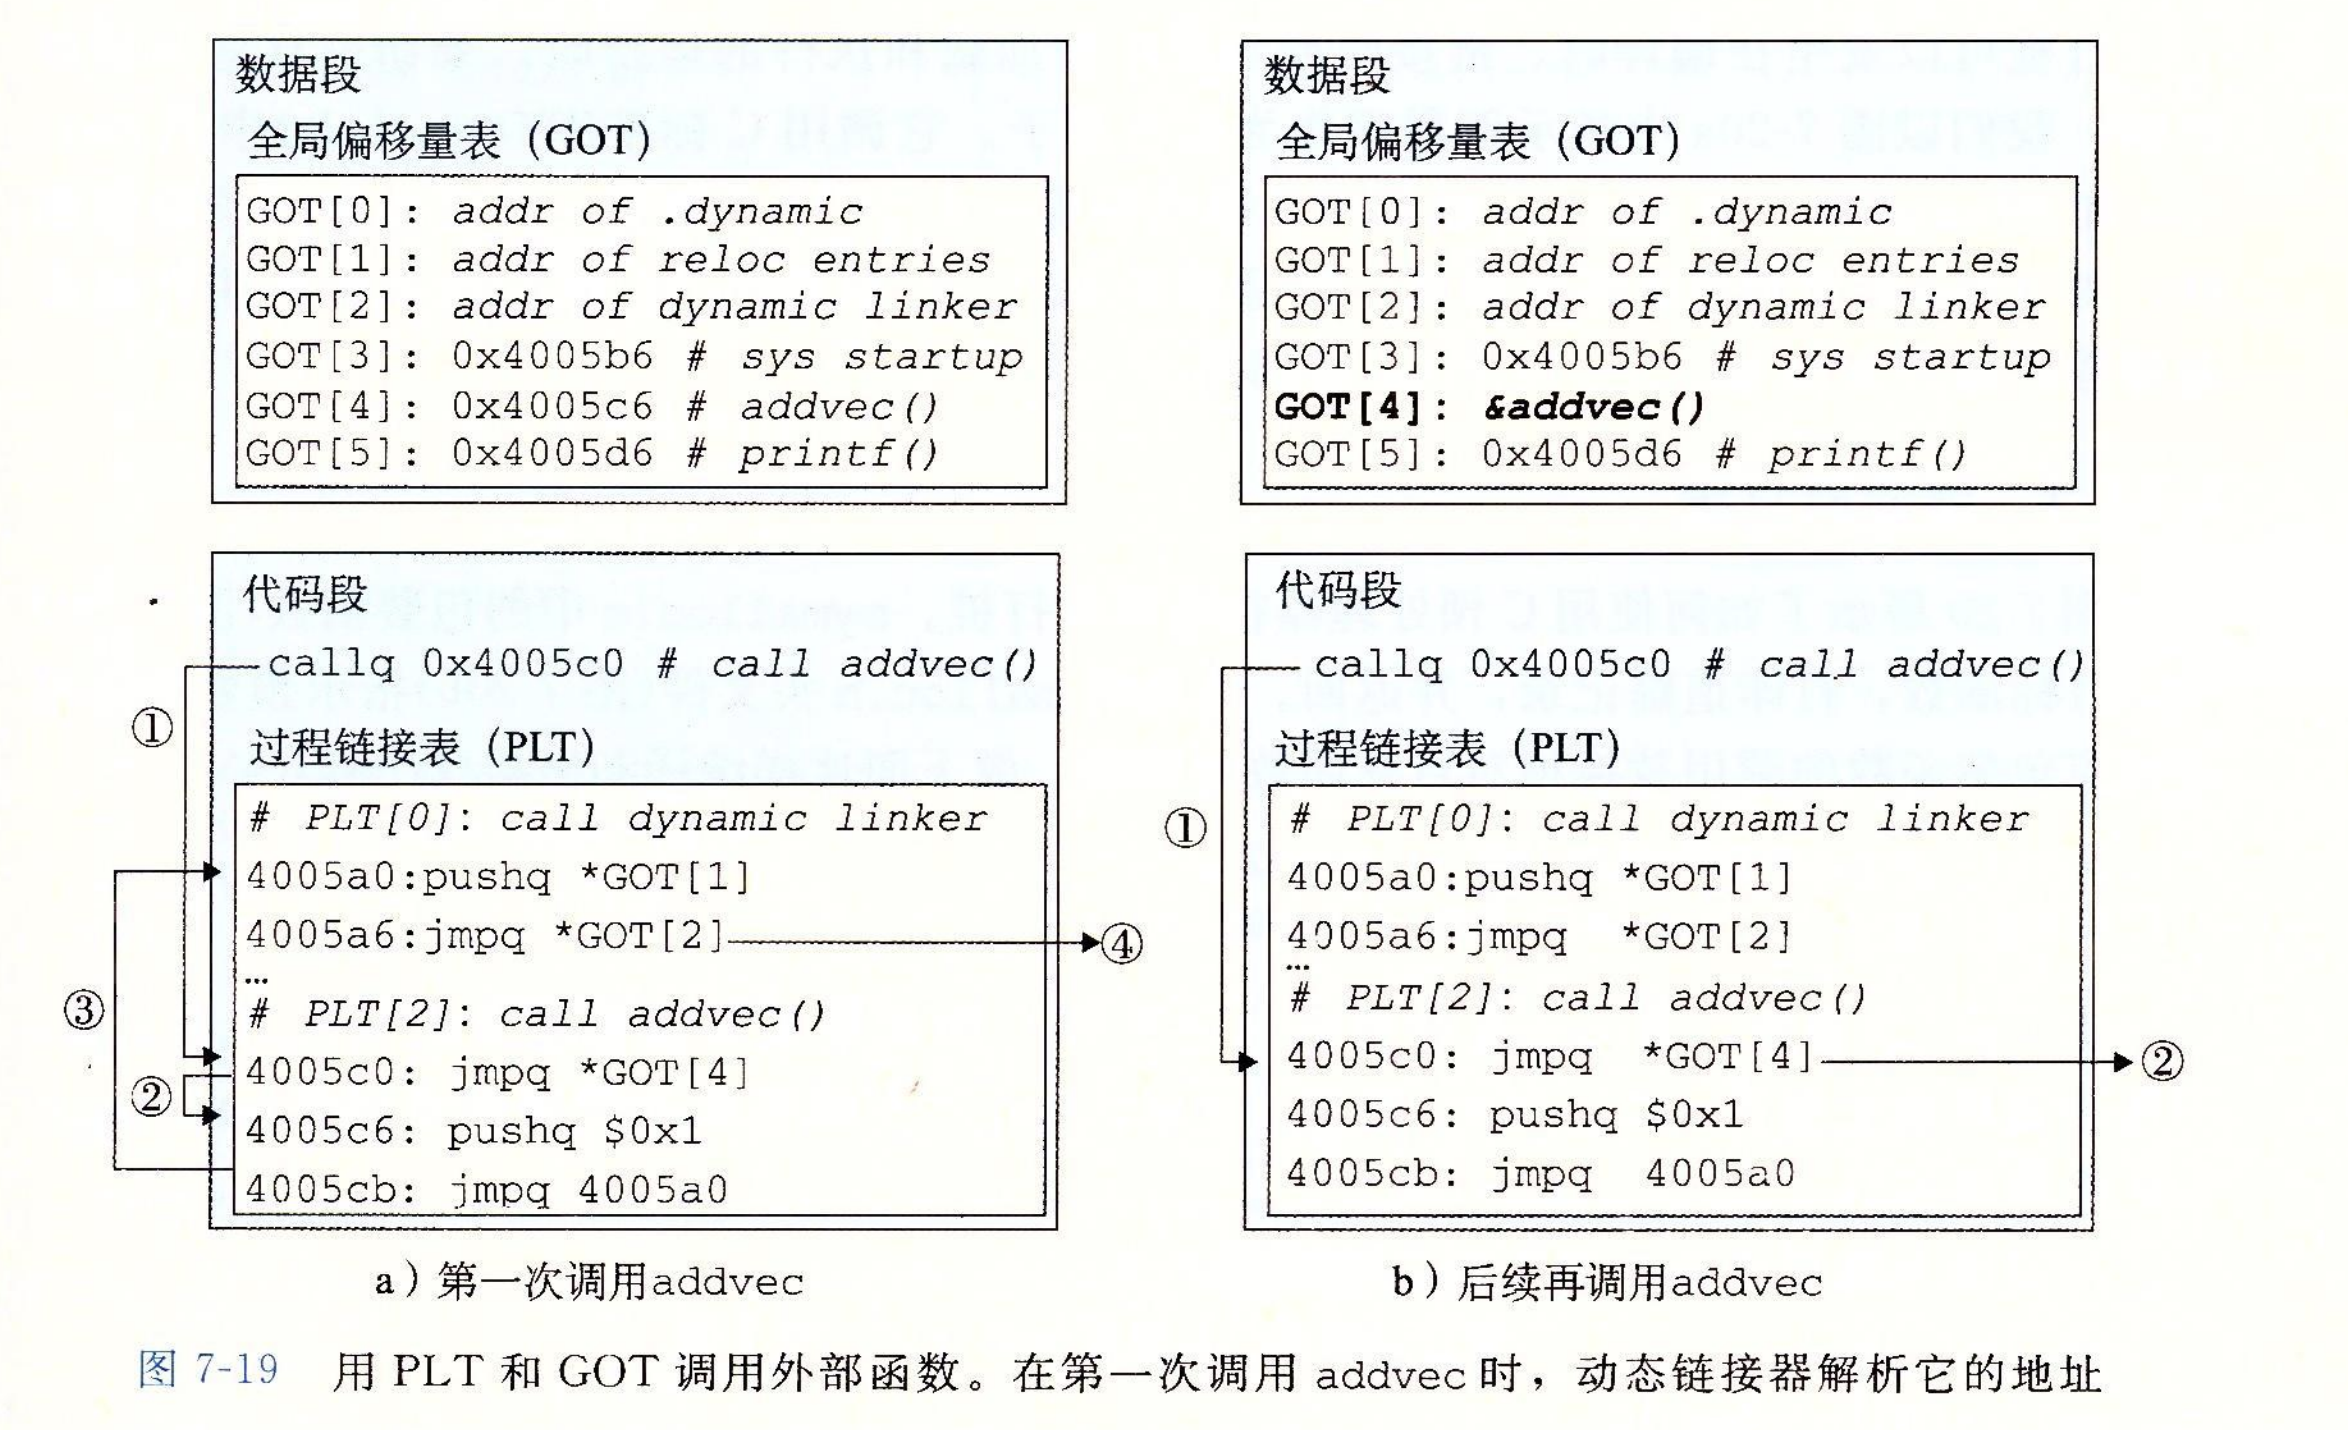 数据段
全局偏移量表（GOT）
GOT[0]: addr of .dynamic
GOT[1]: addr of reloc entries
GOT[2]: addr of dynamic linker
GOT[3]: 0x4005b6 # sys startup
GOT[4]: 0x4005c6 # addvec()
GOT[5]: 0x4005d6 # printf()
代码段
callq 0x4005c0 # call addvec()
①
过程链接表（PLT）
# PLT[0]: call dynamic linker
4005a0:pushq *GOT[1]
4005a6:jmpq *GOT[2]
④
…
③
# PLT[2]: call addvec()
4005c0: jmpq *GOT[4]
②
4005c6: pushq $0x1
4005cb: jmpq 4005a0
a）第一次调用addvec
数据段
全局偏移量表（GOT）
GOT[0]: addr of .dynamic
GOT[1]: addr of reloc entries
GOT[2]: addr of dynamic linker
GOT[3]: 0x4005b6 # sys startup
GOT[4]: &addvec()
GOT[5]: 0x4005d6 # printf()
代码段
callq 0x4005c0 # call addvec()
过程链接表（PLT）
①
# PLT[0]: call dynamic linker
4005a0:pushq *GOT[1]
4005a6:jmpq *GOT[2]
…
# PLT[2]: call addvec()
4005c0: jmpq *GOT[4]
②
4005c6: pushq $0x1
4005cb: jmpq 4005a0
b）后续再调用addvec
图 7-19 用 PLT 和 GOT 调用外部函数。在第一次调用 addvec 时，动态链接器解析它的地址